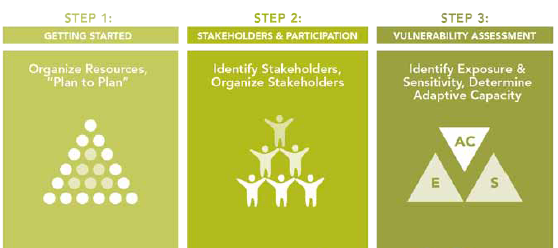 STEP 1:
GETTING STARTED
Organize Resources,
"Plan to Plan"
STEP 2:
STAKEHOLDERS & PARTICIPATION
Identify Stakeholders,
Organize Stakeholders
STEP 3:
VULNERABILITY ASSESSMENT
Identify Exposure &
Sensitivity, Determine
Adaptive Capacity
AC
E
S